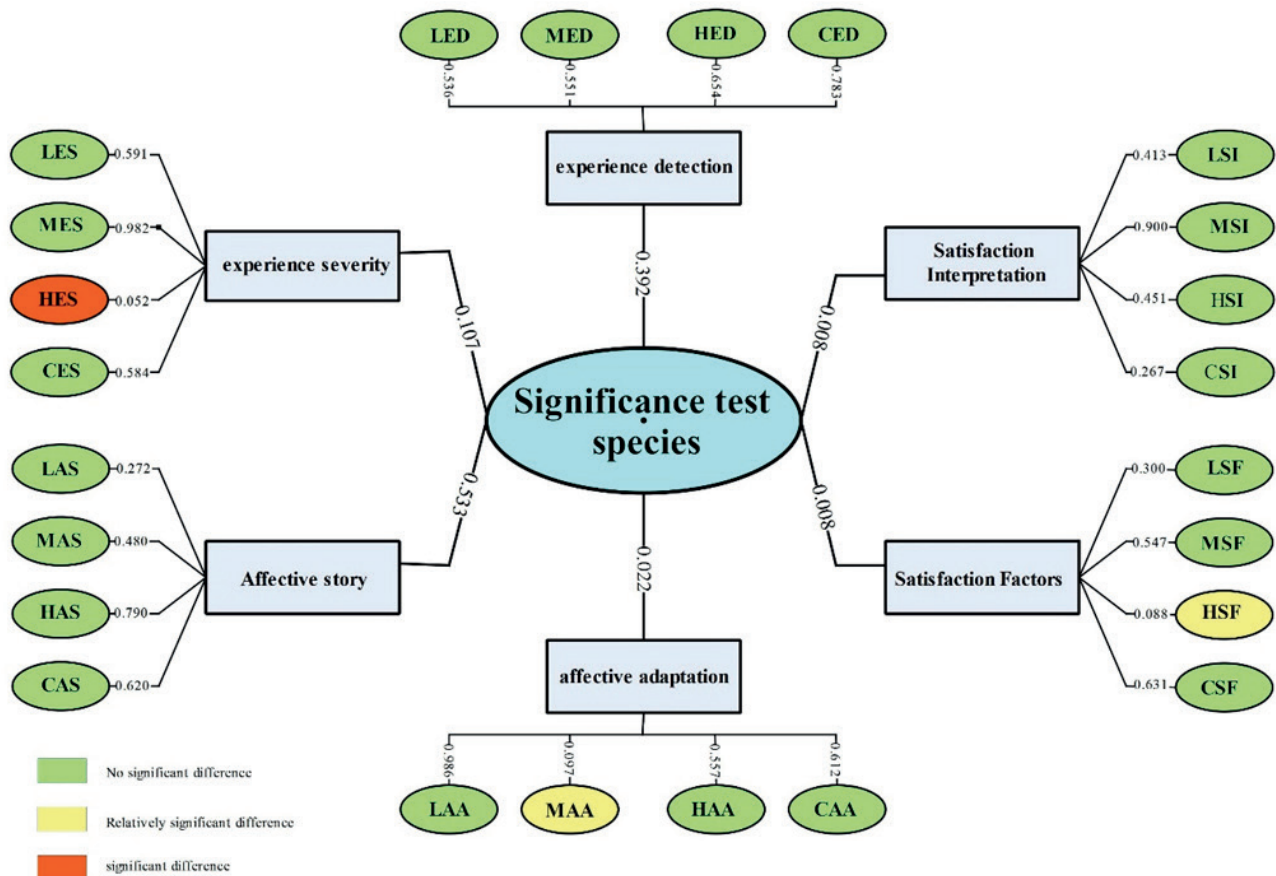 LED
MED
HED
CED
0.536
0.551
0.654
0.783
experience detection
0.392
LES
0.591
MES
0.982
HES
0.052
CES
0.584
experience severity
0.107
LSI
0.413
MSI
0.900
HSI
0.451
CSI
0.267
Satisfaction
Interpretation
0.008
Significance test
species
LAS
0.272
MAS
0.480
HAS
0.790
CAS
0.620
Affective story
0.533
LSF
0.300
MSF
0.547
HSF
0.088
CSF
0.631
Satisfaction Factors
0.008
0.022
affective adaptation
0.986
0.097
0.557
0.612
LAA
MAA
HAA
CAA
No significant difference
Relatively significant difference
significant difference